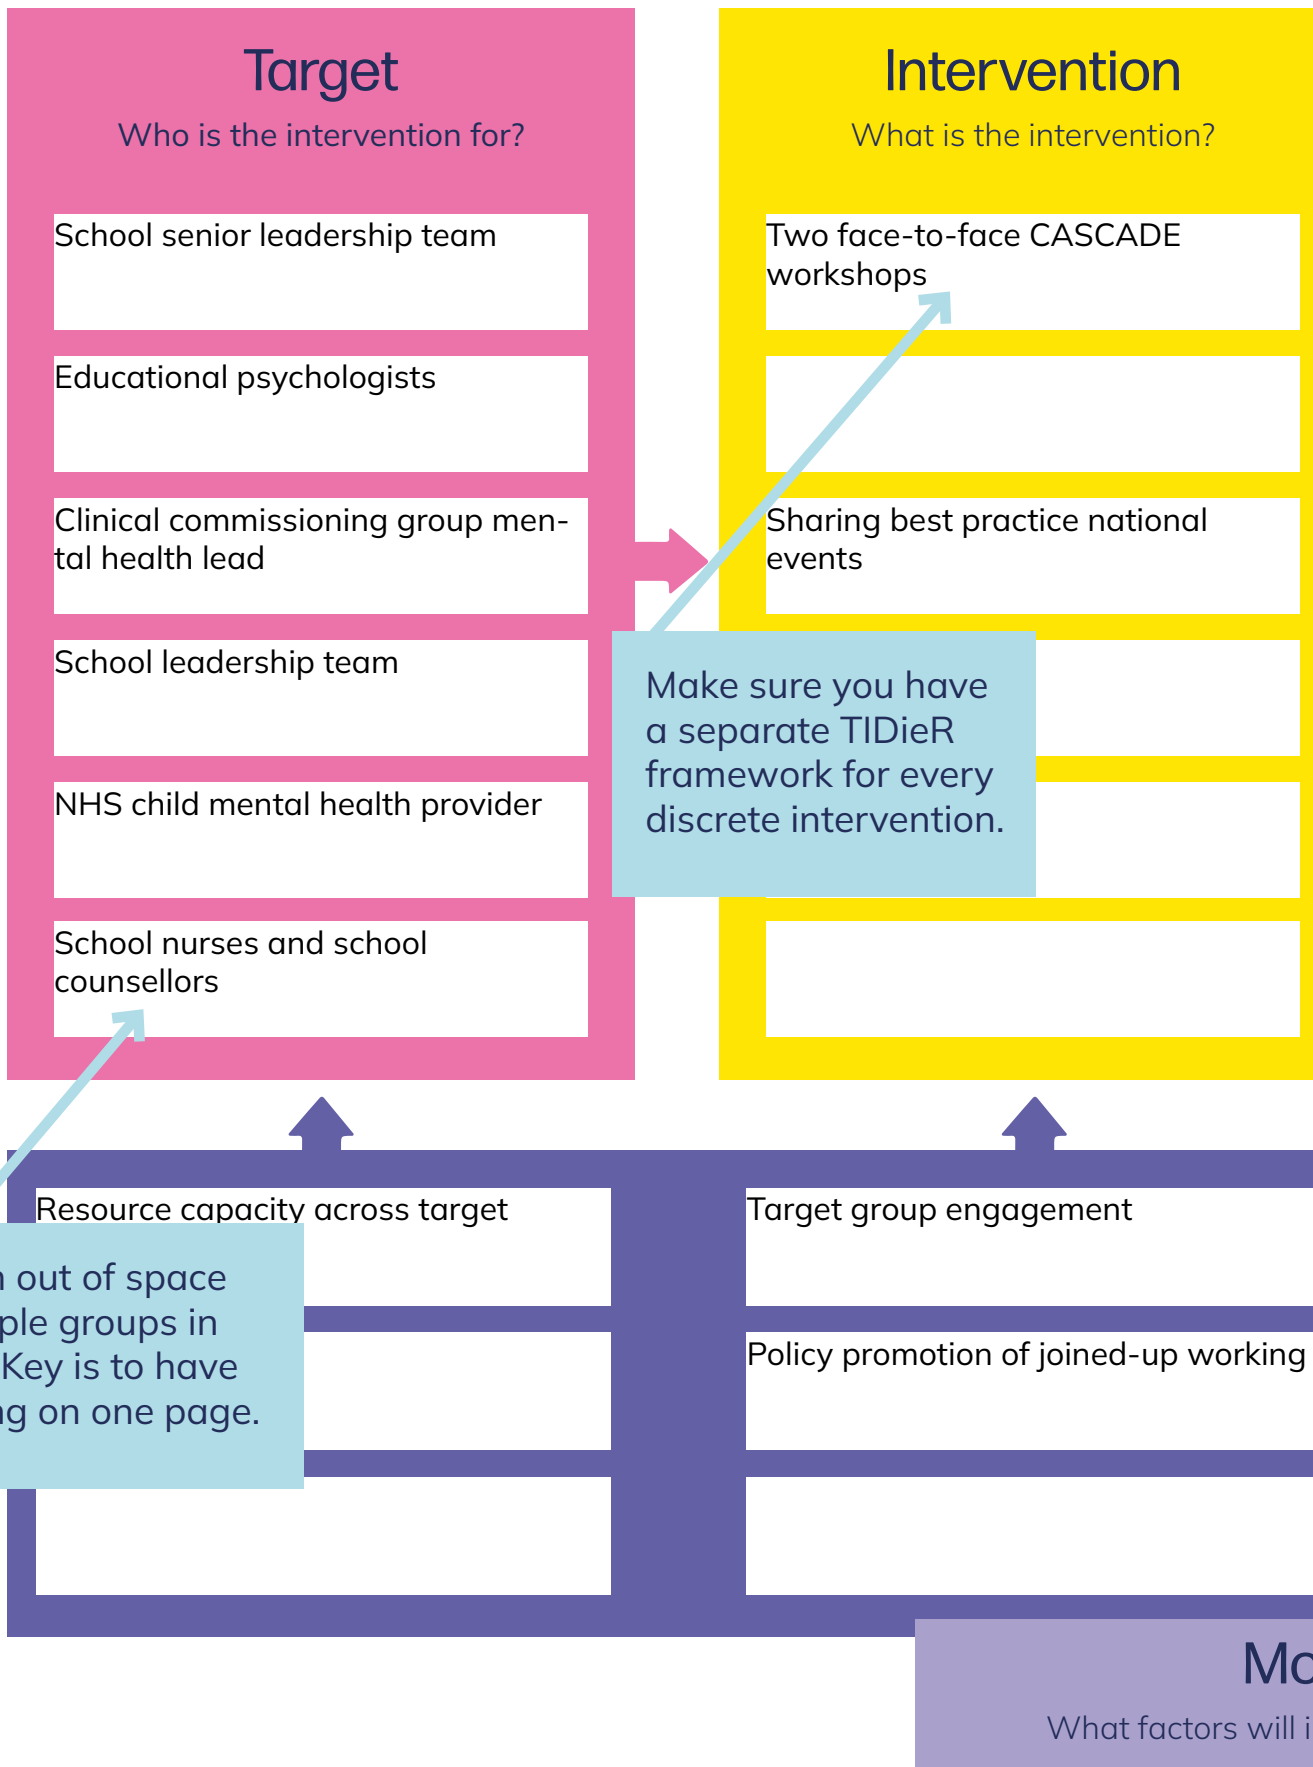 Target
Who is the intervention for?
School senior leadership team
Educational psychologists
Clinical commissioning group men-
tal health lead
School leadership team
NHS child mental health provider
School nurses and school
counsellors
Intervention
What is the intervention?
Two face-to-face CASCADE
workshops
Sharing best practice national
events
Make sure you have
a separate TIDieR
framework for every
discrete intervention.
Resource capacity across target
out of space
groups in
Key is to have
on one page.
Target group engagement
Policy promotion of joined-up working
What factors will